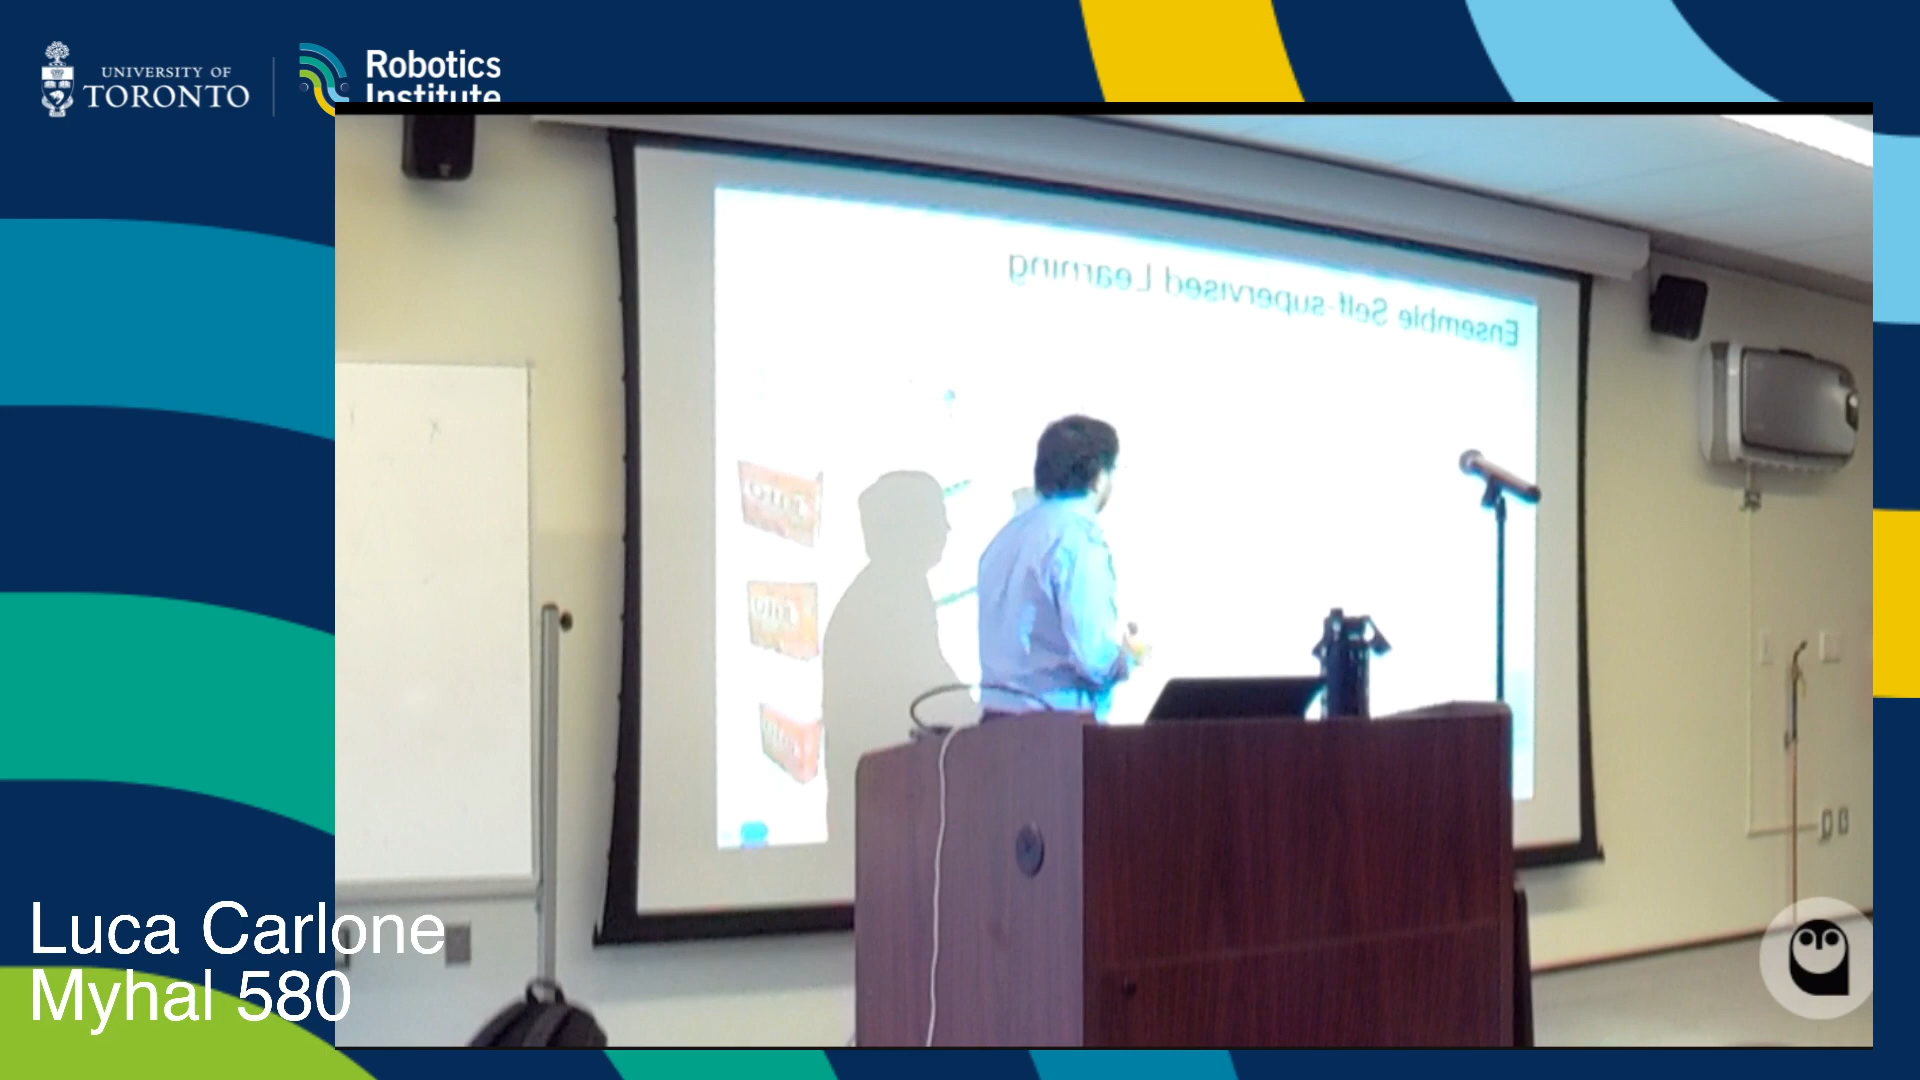 UNIVERSITY OF
TORONTO
Robotics
Institute
Ensemble Self-supervised Learning
Luca Carlone
Myhal 580